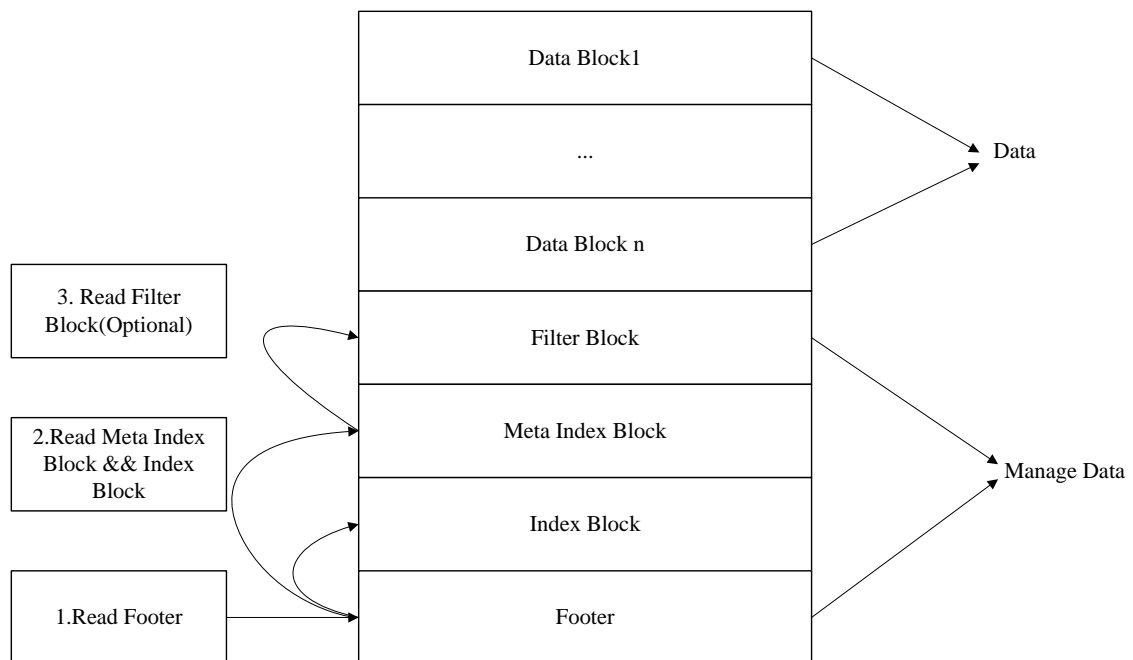 Data Block1
...
Data
Data Block n
3. Read Filter
Block(Optional)
Filter Block
2.Read Meta Index
Block && Index
Block
Meta Index Block
Manage Data
Index Block
1.Read Footer
Footer